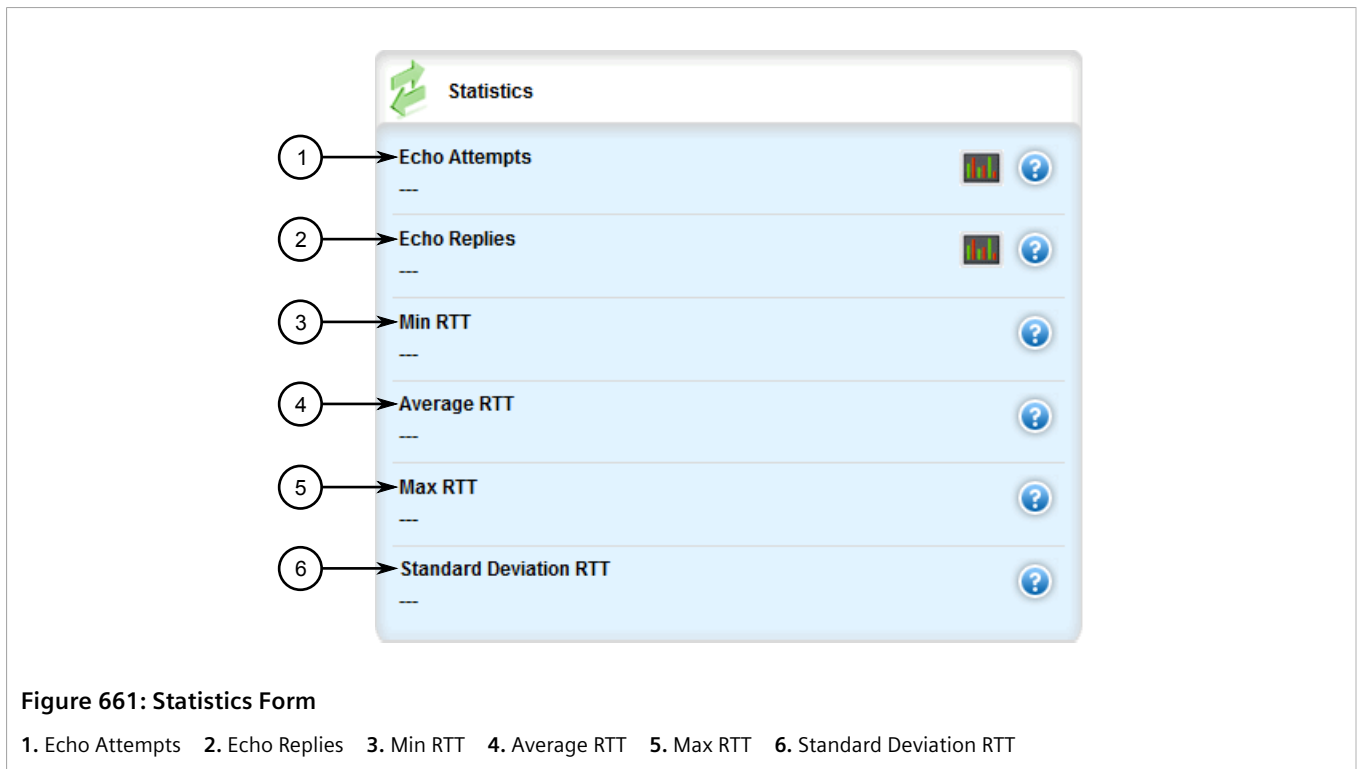 Statistics
1 Echo Attempts
---
2 Echo Replies
---
3 Min RTT
---
4 Average RTT
---
5 Max RTT
---
6 Standard Deviation RTT
---
Figure 661: Statistics Form
1. Echo Attempts 2. Echo Replies 3. Min RTT 4. Average RTT 5. Max RTT 6. Standard Deviation RTT